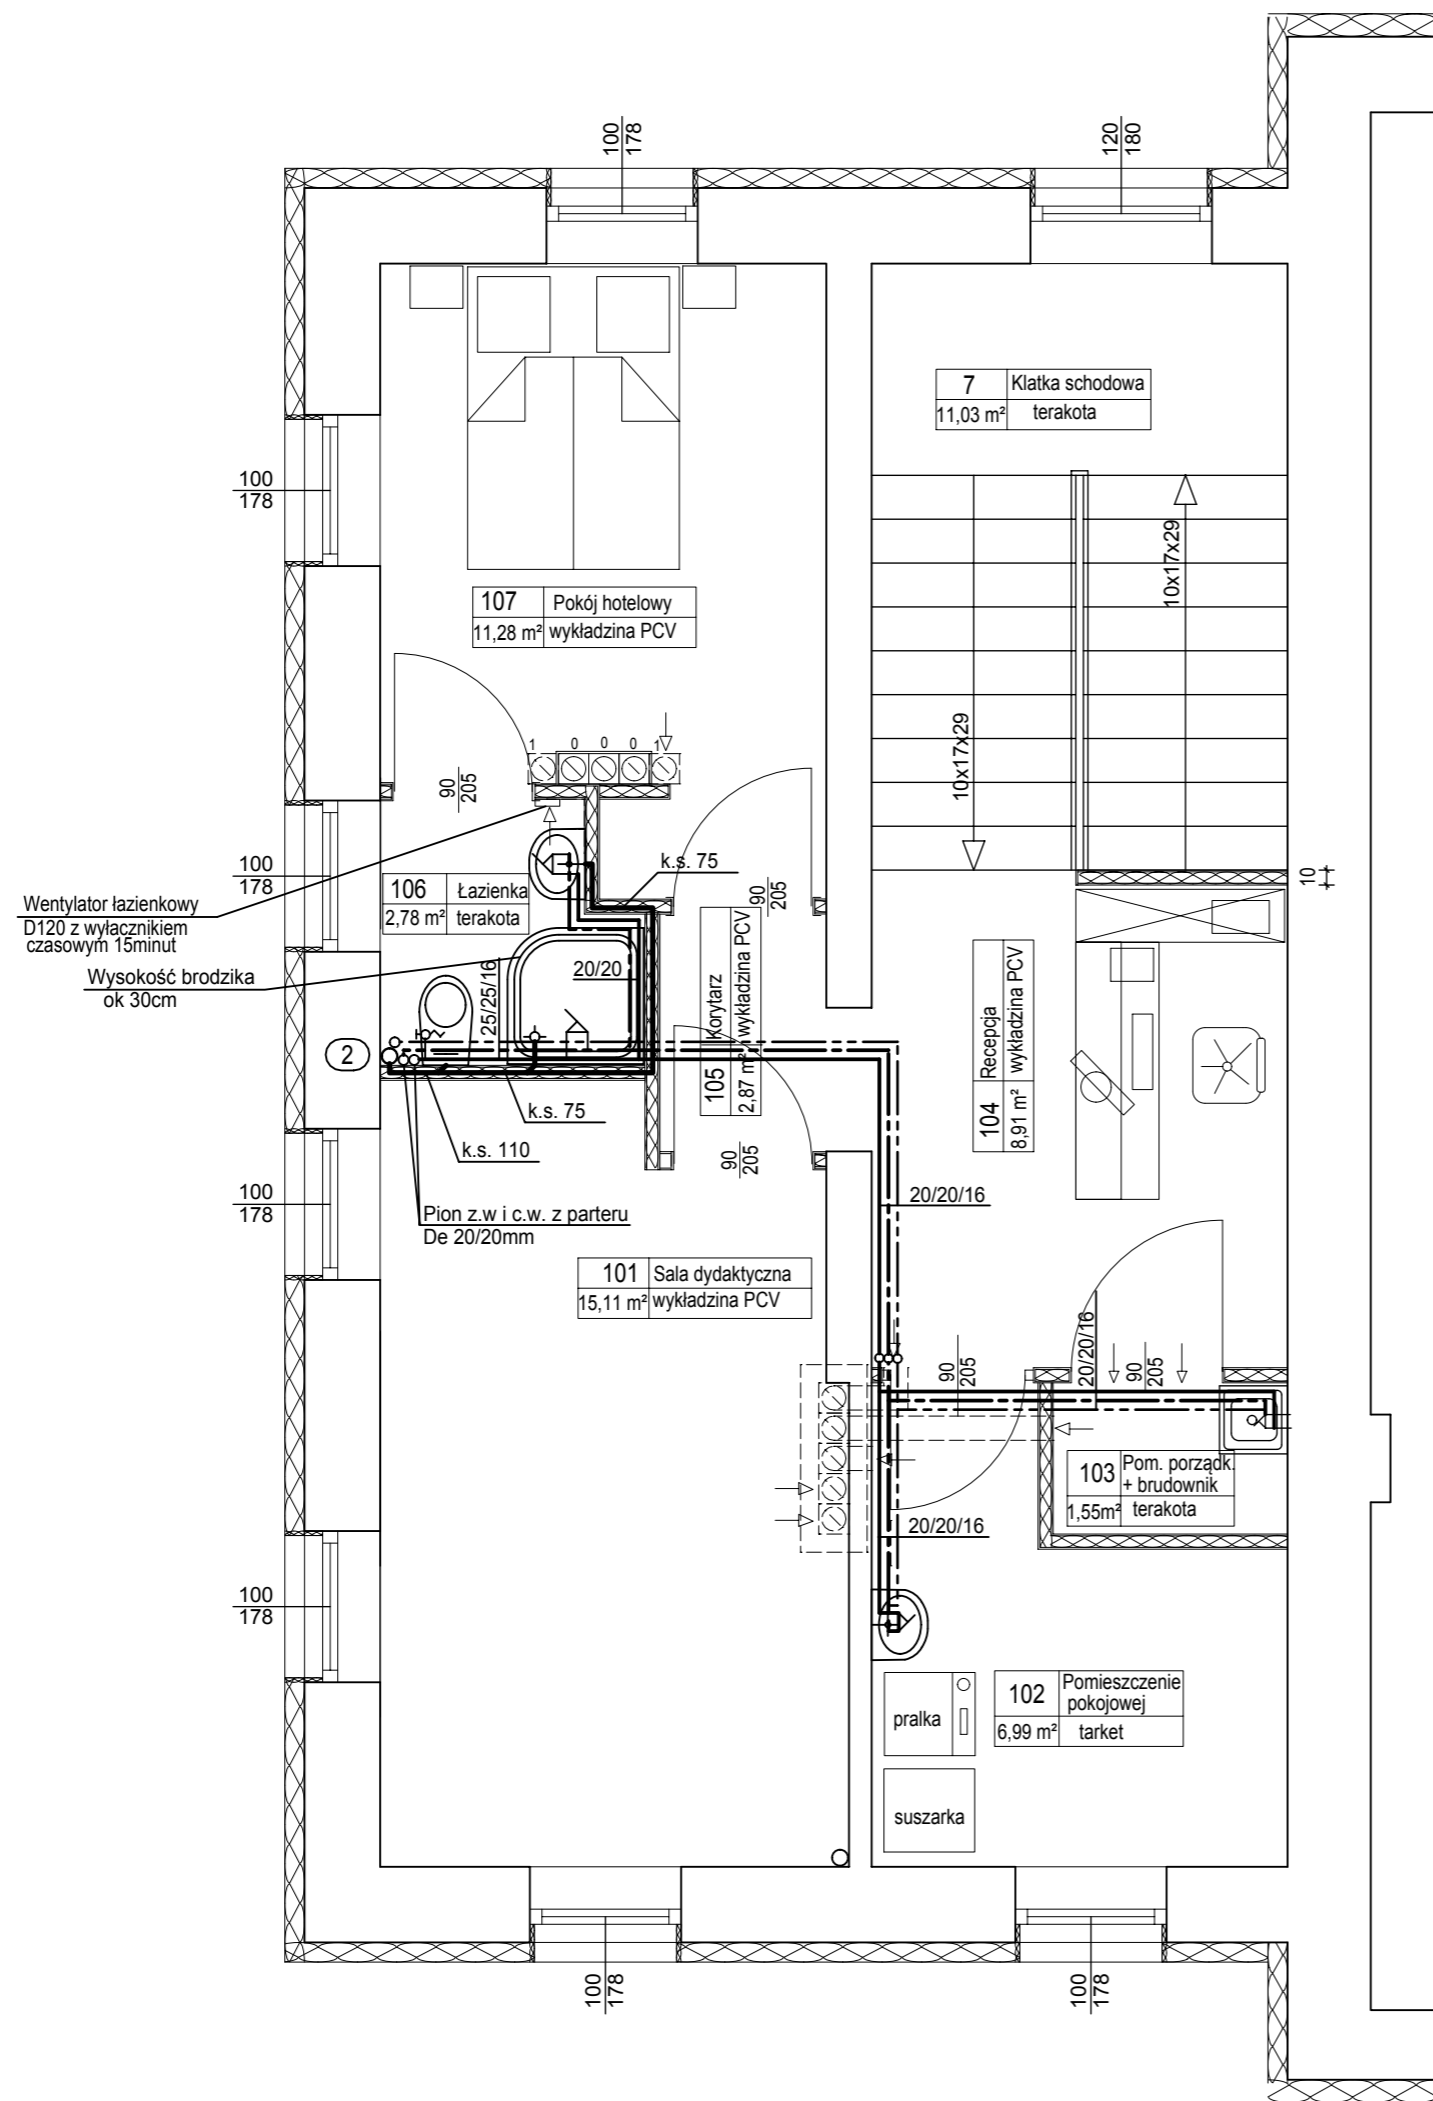 100
178
120
180
7 Klatka schodowa
11,03 m² terakota
100
178
10x17x29
10x17x29
107 Pokój hotelowy
11,28 m² wykładzina PCV
1 0 0 0 1
90
205
k.s. 75
100
178
106 Łazienka
2,78 m² terakota
90
205
10
Wentylator łazienkowy
D120 z wyłacznikiem
czasowym 15minut
Wysokość brodzika
ok 30cm
25/25/16
20/20
105 Korytarz
2,87 m² wykładzina PCV
104 Recepcja
8,91 m² wykładzina PCV
2
k.s. 75
k.s. 110
90
205
100
178
Pion z.w i c.w. z parteru
De 20/20mm
20/20/16
101 Sala dydaktyczna
15,11 m² wykładzina PCV
90
205
20/20/16
90
205
103 Pom. porządk.
+ brudownik
1,55m² terakota
20/20/16
100
178
102 Pomieszczenie
pokojowej
6,99 m² tarket
pralka
suszarka
100
178
100
178